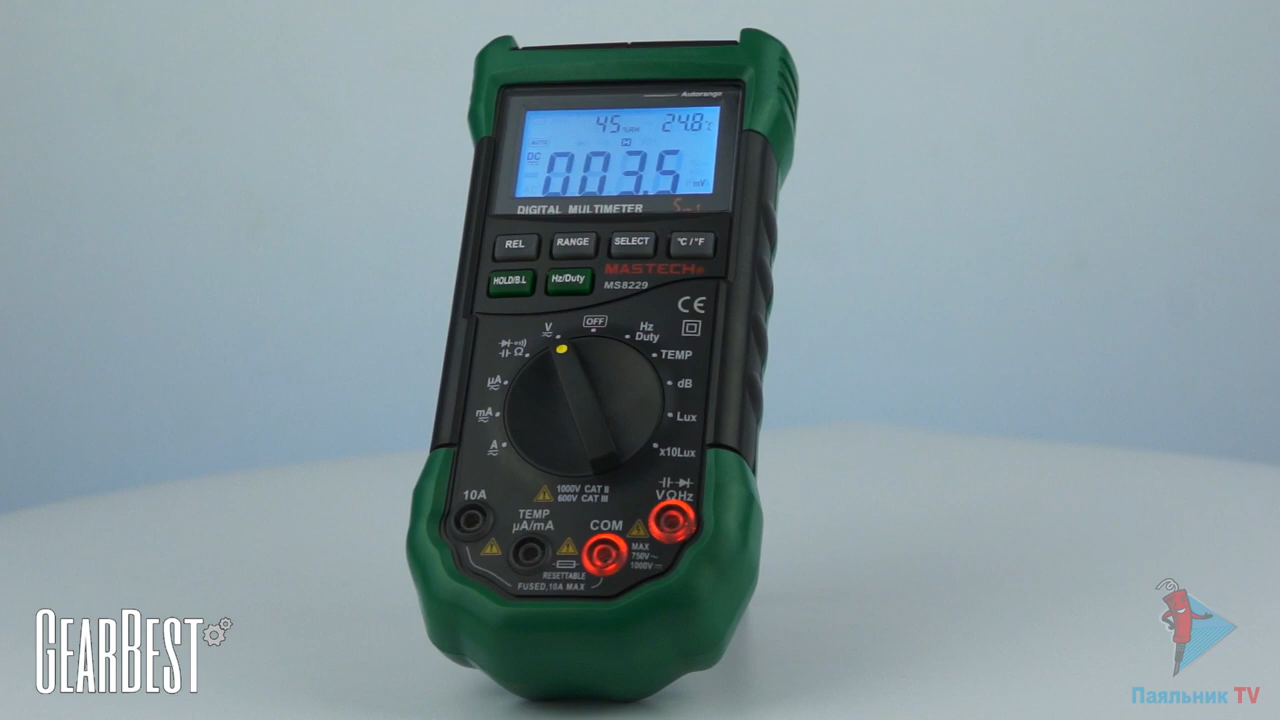 Autorange
45 %RH 24.8°C
AUTO H
DC 003.5 mV
DIGITAL MULTIMETER
REL RANGE SELECT °C / °F
HOLD/B.L Hz/Duty MASTECH®
MS8229
CE
OFF
V Hz
Duty
Ω TEMP
µA dB
mA Lux
A x10Lux
10A 1000V CAT II
600V CAT III VΩHz
TEMP
µA/mA COM
MAX
750V~
1000V⎓
RESETTABLE
FUSED,10A MAX
GEARBEST
Паяльник TV